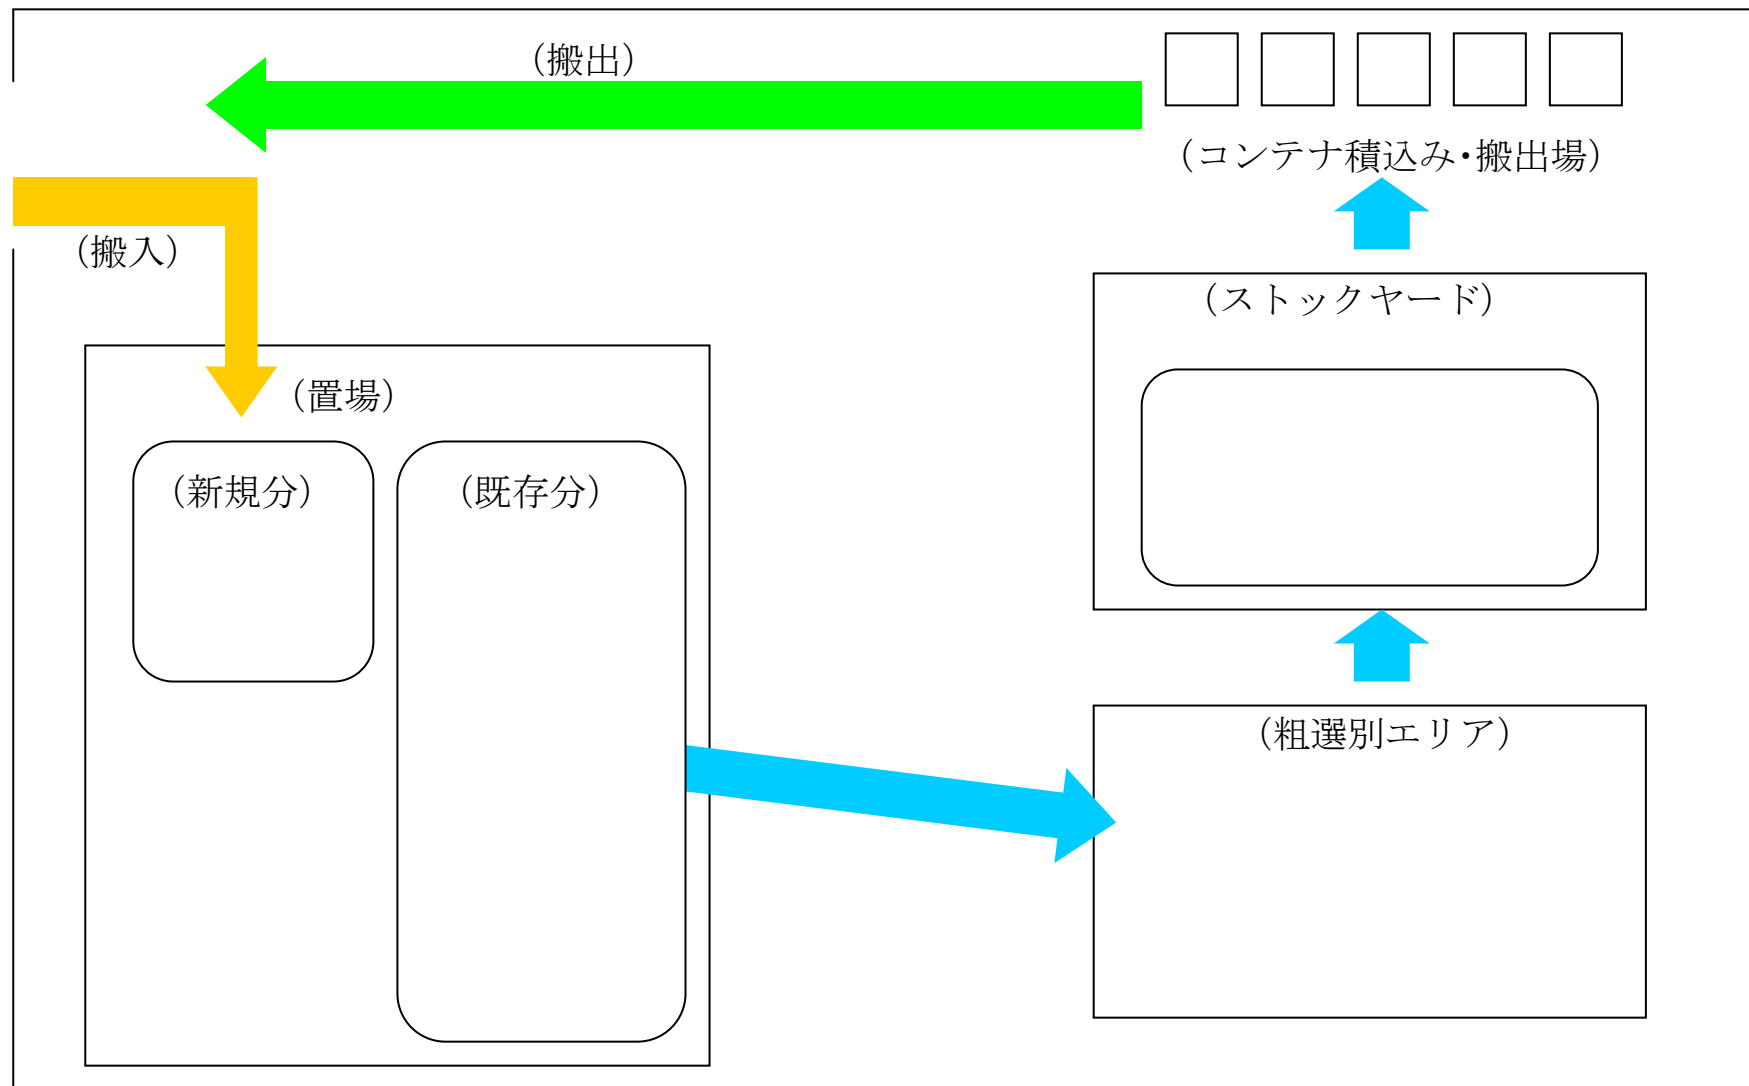 （搬出）
（コンテナ積込み・搬出場）
（搬入）
（ストックヤード）
（置場）
（新規分）
（既存分）
（粗選別エリア）